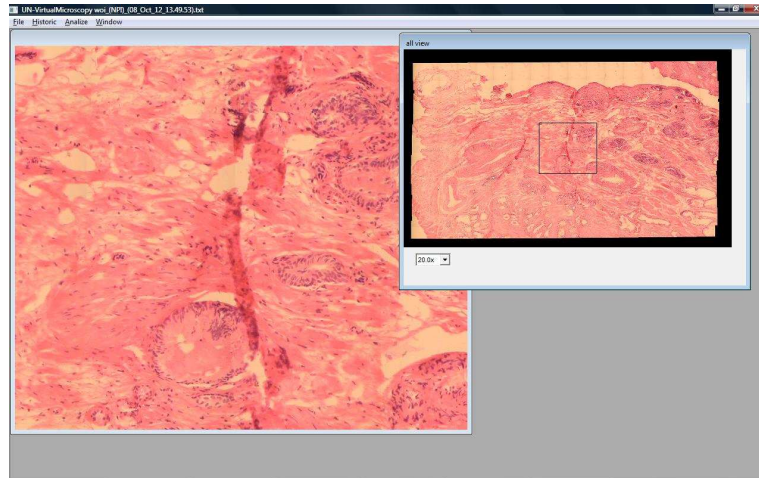 UN-VirtualMicroscopy woi_(NPI)_(08_Oct_12_13.49.53).txt
File Historic Analize Window
all view
20.0x